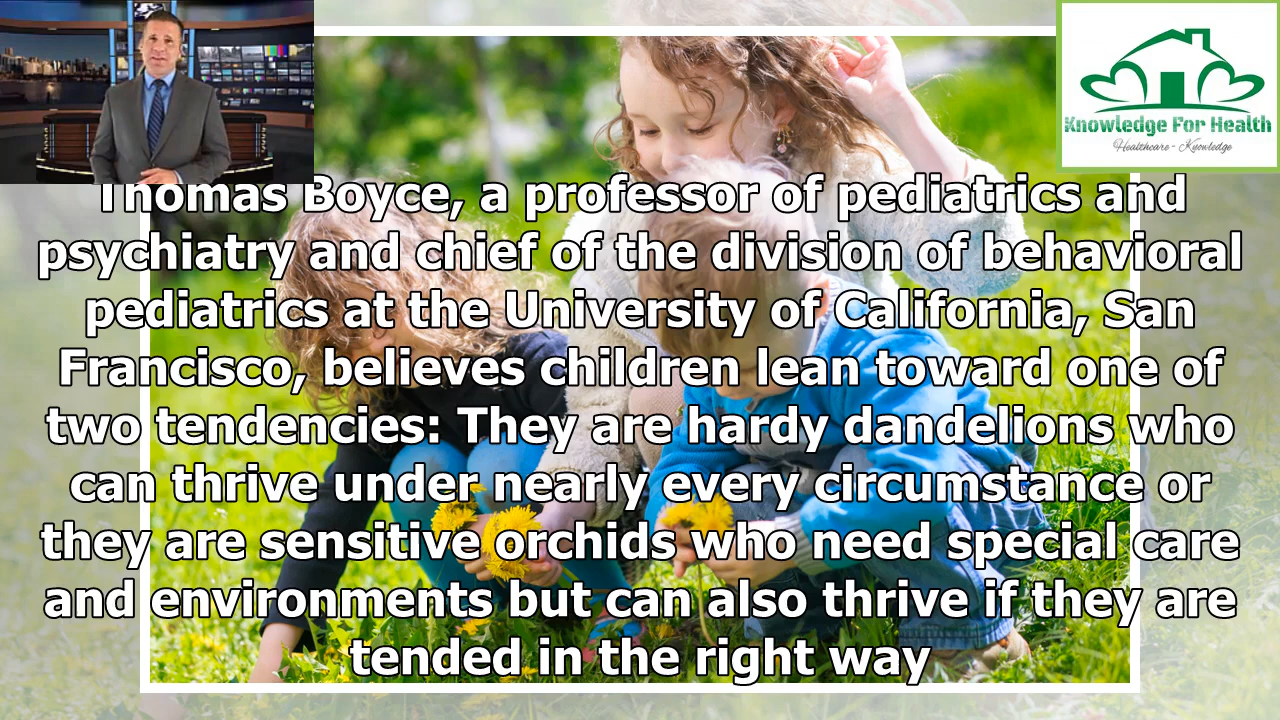 Knowledge For Health
Healthcare - Knowledge
Thomas Boyce, a professor of pediatrics and
psychiatry and chief of the division of behavioral
pediatrics at the University of California, San
Francisco, believes children lean toward one of
two tendencies: They are hardy dandelions who
can thrive under nearly every circumstance or
they are sensitive orchids who need special care
and environments but can also thrive if they are
tended in the right way